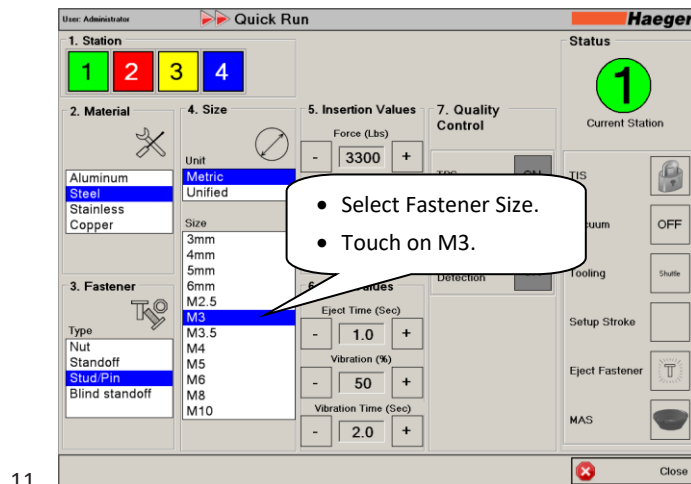 User: Administrator
Quick Run
Haeger
1. Station
1 2 3 4
Status
1
Current Station
2. Material
Aluminum
Steel
Stainless
Copper
3. Fastener
Type
Nut
Standoff
Stud/Pin
Blind standoff
4. Size
Unit
Metric
Unified
Size
3mm
4mm
5mm
6mm
M2.5
M3
M3.5
M4
M5
M6
M8
M10
5. Insertion Values
Force (Lbs)
- 3300 +
• Select Fastener Size.
• Touch on M3.
Eject Time (Sec)
- 1.0 +
Vibration (%)
- 50 +
Vibration Time (Sec)
- 2.0 +
7. Quality
Control
Detection
TIS
OFF
Tooling
Shuttle
Setup Stroke
Eject Fastener
MAS
Close
11